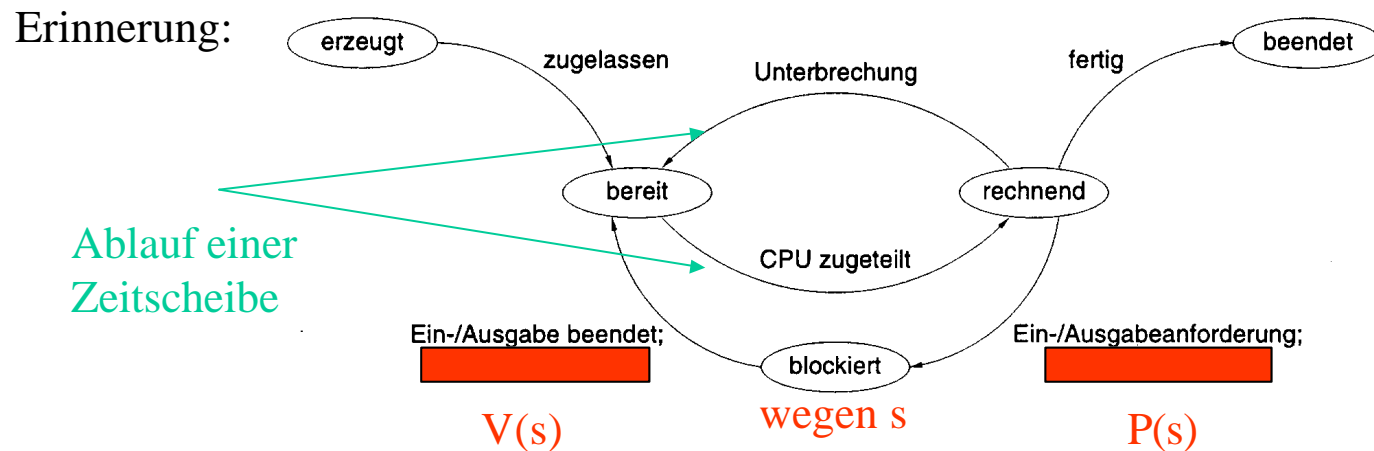 Erinnerung:
erzeugt
beendet
zugelassen
Unterbrechung
fertig
bereit
rechnend
Ablauf einer
Zeitscheibe
CPU zugeteilt
Ein-/Ausgabe beendet;
Ein-/Ausgabeanforderung;
blockiert
V(s)
wegen s
P(s)